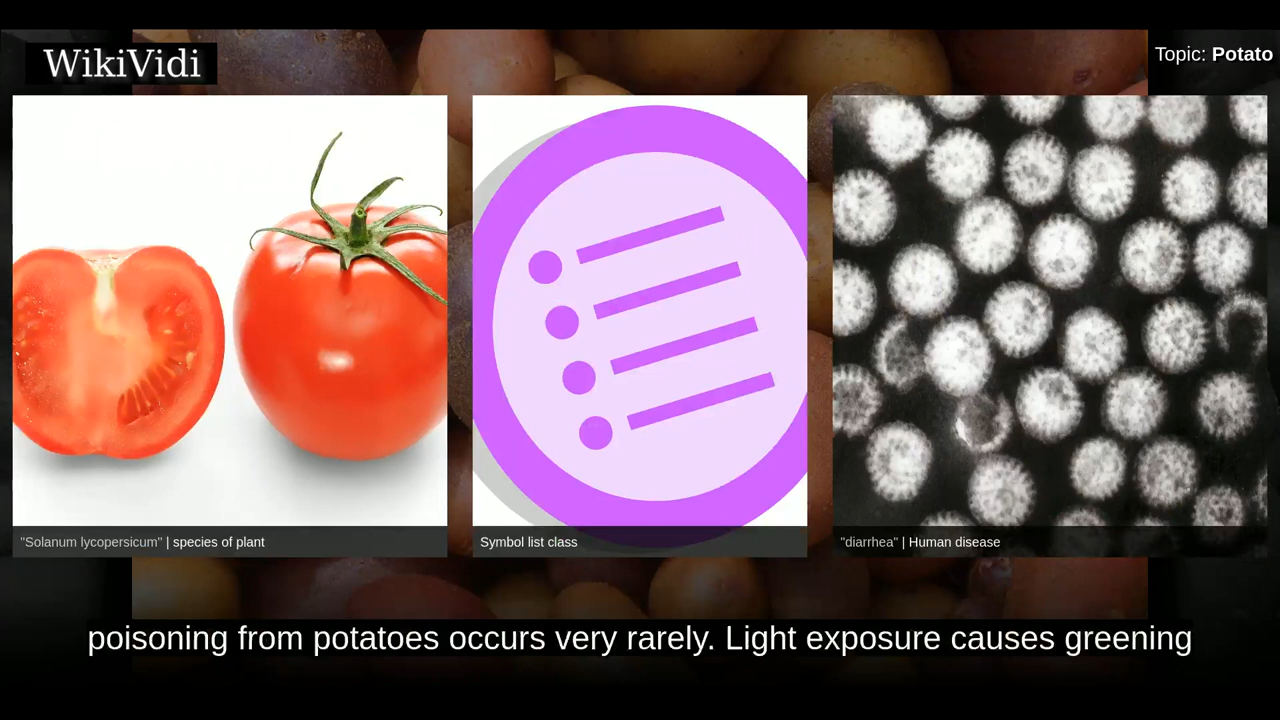 WikiVidi
Topic: Potato
"Solanum lycopersicum" | species of plant
Symbol list class
"diarrhea" | Human disease
poisoning from potatoes occurs very rarely. Light exposure causes greening